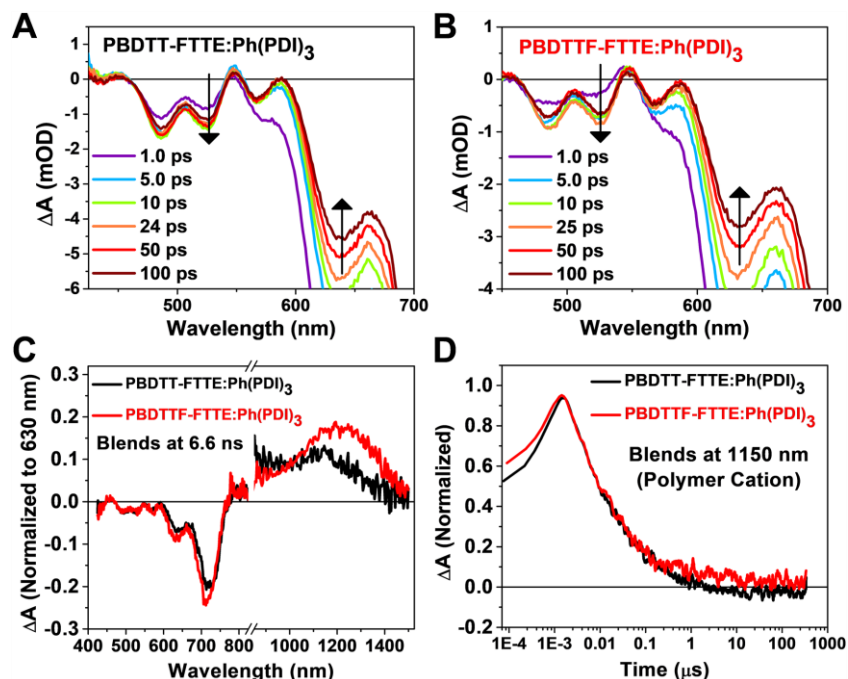 A
PBDTT-FTTE:Ph(PDI)3
1
0
-1
-2
-3
-4
-5
-6
ΔA (mOD)
1.0 ps
5.0 ps
10 ps
24 ps
50 ps
100 ps
500
600
700
Wavelength (nm)
B
PBDTTF-FTTE:Ph(PDI)3
1
0
-1
-2
-3
-4
ΔA (mOD)
1.0 ps
5.0 ps
10 ps
25 ps
50 ps
100 ps
400
500
600
700
Wavelength (nm)
C
PBDTT-FTTE:Ph(PDI)3
PBDTTF-FTTE:Ph(PDI)3
Blends at 6.6 ns
0.3
0.2
0.1
0.0
-0.1
-0.2
0.3
ΔA (Normalized to 630 nm)
400 500 600 700 800 1000 1200 1400
Wavelength (nm)
D
PBDTT-FTTE:Ph(PDI)3
PBDTTF-FTTE:Ph(PDI)3
Blends at 1150 nm
(Polymer Cation)
1.0
0.8
0.6
0.4
0.2
0.0
-0.2
ΔA (Normalized)
1E-4 1E-3 0.01 0.1 1 10 100
Time (μs)